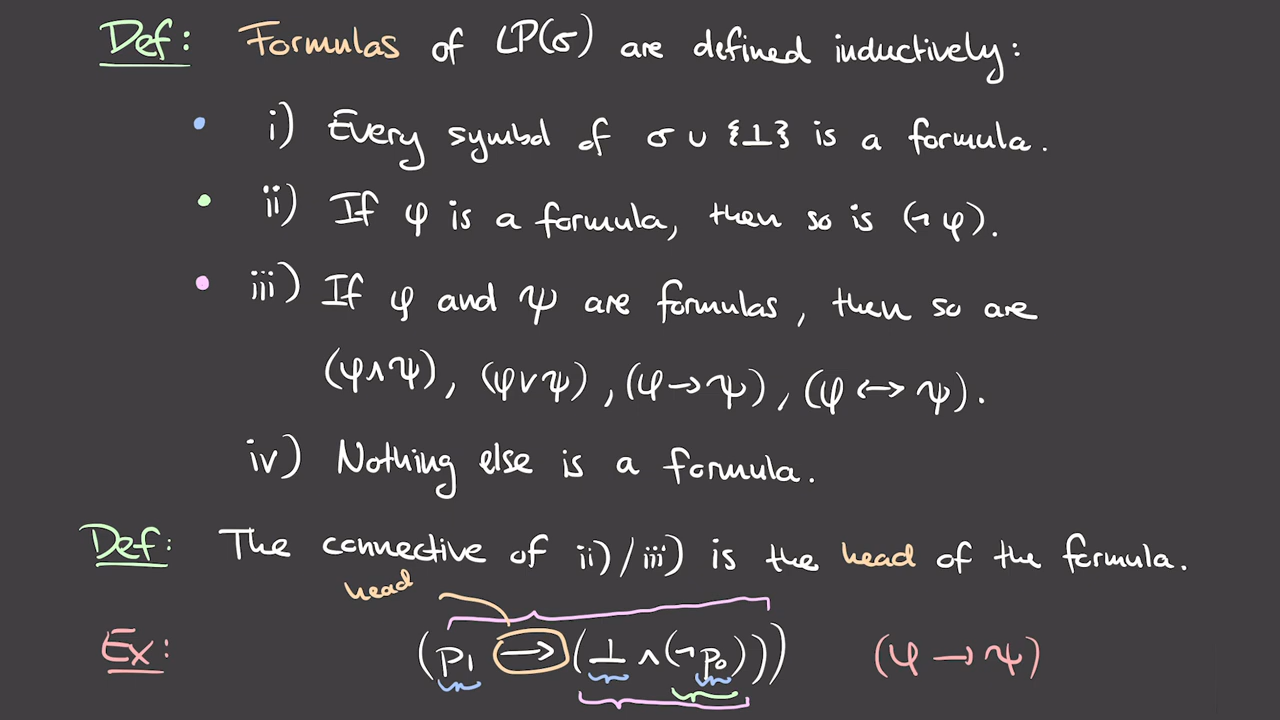 Def: Formulas of LP(σ) are defined inductively:
• i) Every symbol of σ ∪ {⊥} is a formula.
• ii) If φ is a formula, then so is (¬φ).
• iii) If φ and ψ are formulas, then so are
(φ∧ψ), (φ∨ψ), (φ→ψ), (φ↔ψ).
iv) Nothing else is a formula.
Def: The connective of ii)/iii) is the head of the formula.
head
Ex: (p₁ → (⊥ ∧ (¬p₀))) (φ → ψ)